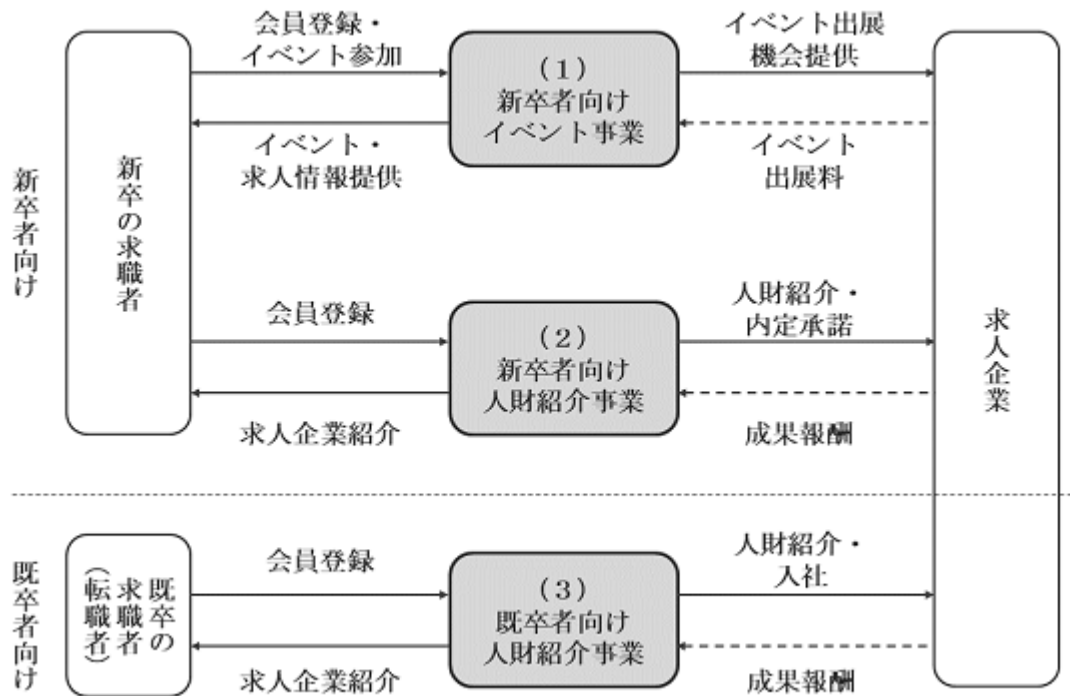 新卒者向け
新卒の求職者
会員登録・
イベント参加
イベント・
求人情報提供
(1)
新卒者向け
イベント事業
イベント出展
機会提供
イベント
出展料
会員登録
求人企業紹介
(2)
新卒者向け
人財紹介事業
人財紹介・
内定承諾
成果報酬
求人企業
既卒者向け
既卒の
求職者
(転職者)
会員登録
求人企業紹介
(3)
既卒者向け
人財紹介事業
人財紹介・
入社
成果報酬